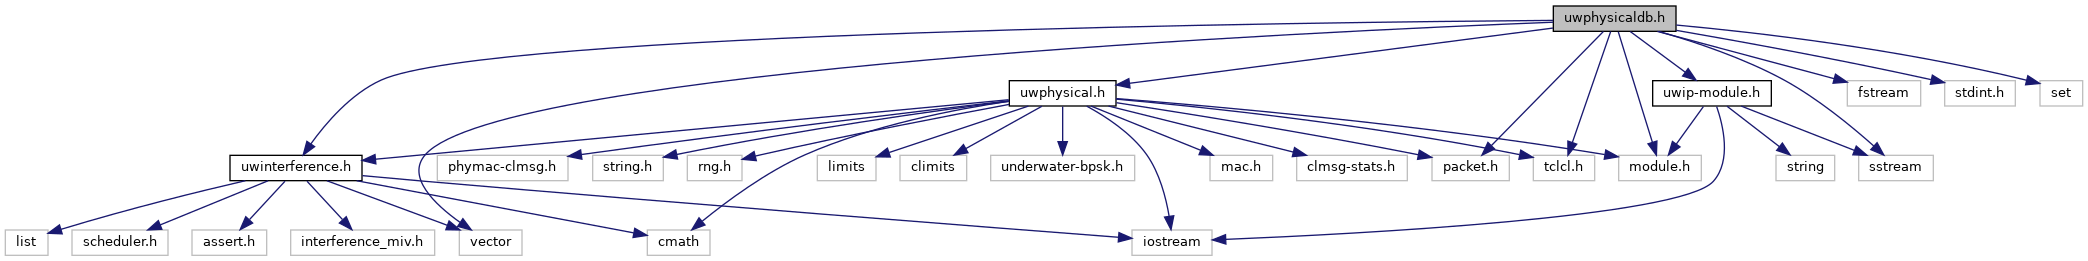 uwphysicaldb.h
uwphysical.h
uwip-module.h
fstream
stdint.h
set
uwinterference.h
phymac-clmsg.h
string.h
rng.h
limits
climits
underwater-bpsk.h
mac.h
clmsg-stats.h
packet.h
tclcl.h
module.h
string
sstream
list
scheduler.h
assert.h
interference_miv.h
vector
cmath
iostream